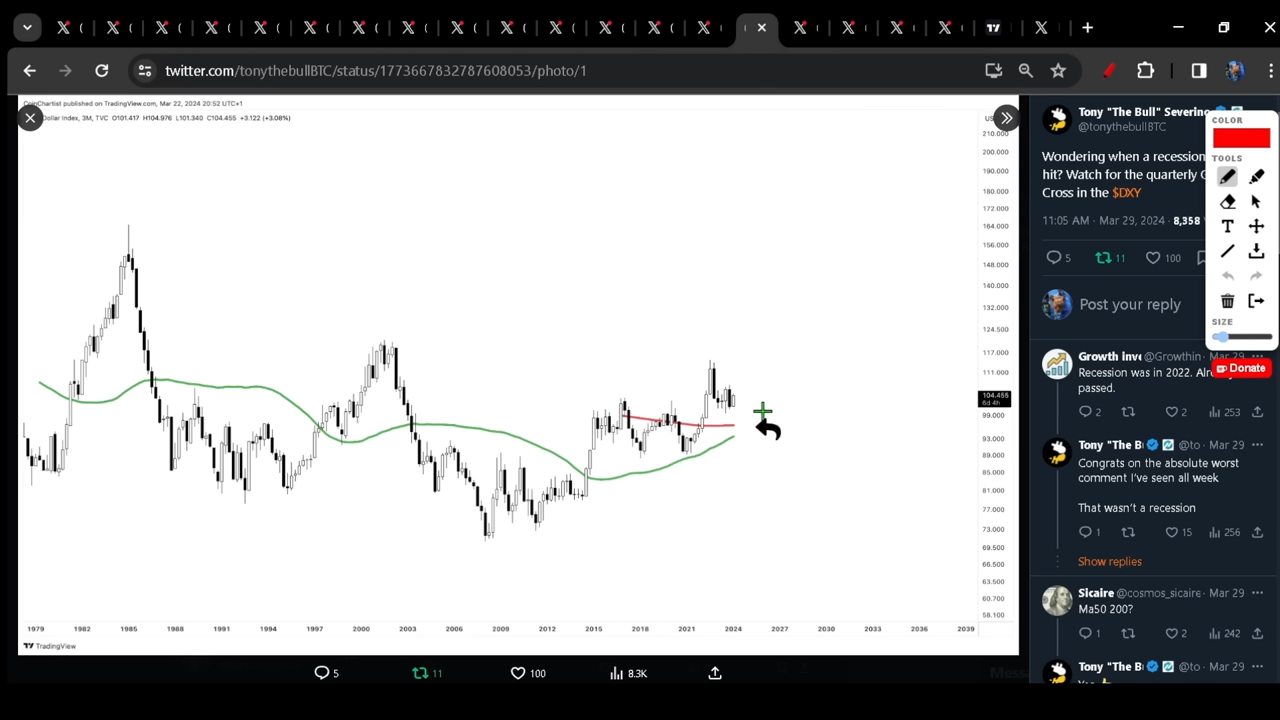 twitter.com/tonythebullBTC/status/1773667832787608053/photo/1
CoinChartist published on TradingView.com, Mar 22, 2024 20:52 UTC+1
Dollar Index, 3M, TVC O101.417 H104.976 L101.340 C104.455 +3.122 (+3.08%)
210.000
200.000
190.000
180.000
172.000
164.000
156.000
148.000
140.000
132.000
124.500
117.000
111.000
104.455
6d 4h
99.000
93.000
89.000
85.000
81.000
77.000
73.000
69.500
66.500
63.500
60.700
58.100
1979 1982 1985 1988 1991 1994 1997 2000 2003 2006 2009 2012 2015 2018 2021 2024 2027 2030 2033 2036 2039
TradingView
5 11 100 8.3K
Tony "The Bull" Severino
@tonythebullBTC
Wondering when a recession
hit? Watch for the quarterly
Cross in the $DXY
11:05 AM · Mar 29, 2024 · 8,358
5 11 100
Post your reply
Growth inve @Growthin · Mar 29
Recession was in 2022. Alr
passed.
2 2 253
Tony "The B @to · Mar 29
Congrats on the absolute worst
comment I've seen all week
That wasn't a recession
1 15 256
Show replies
Sicaire @cosmos_sicaire · Mar 29
Ma50 200?
1 2 242
Tony "The B @to · Mar 29
COLOR
TOOLS
T
SIZE
Donate